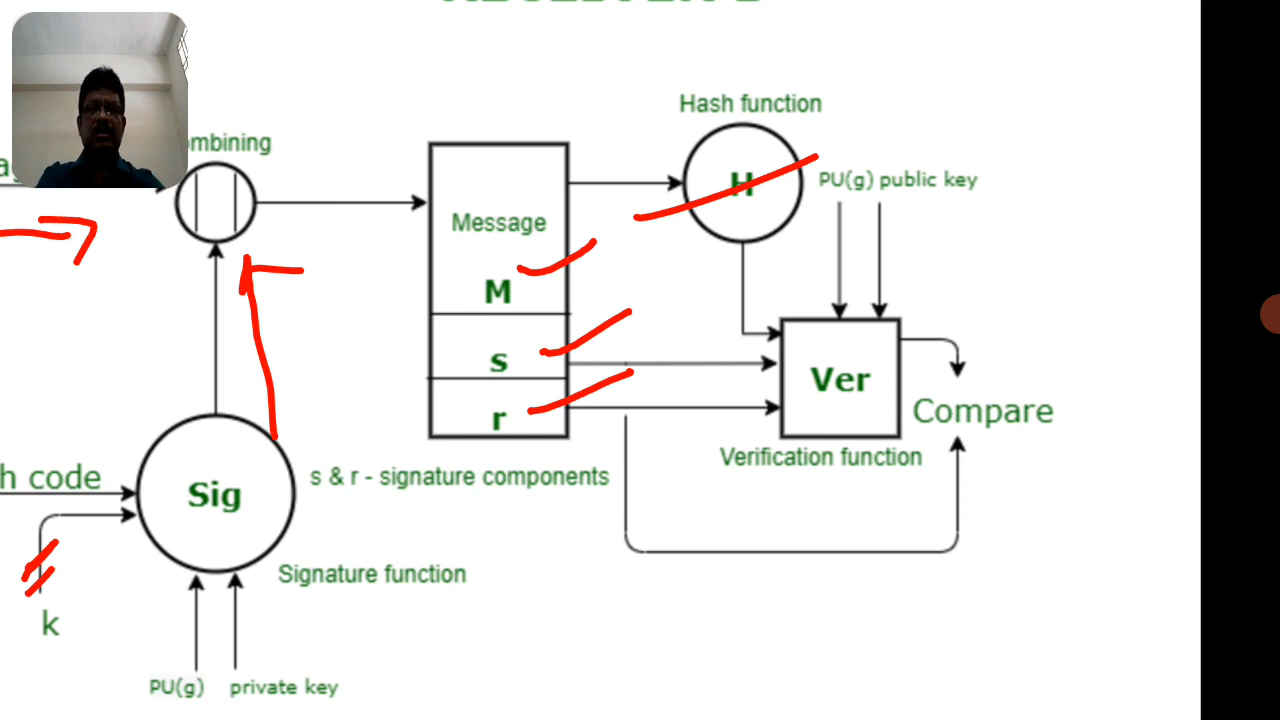 Hash function
ombining
PU(g) public key
H
Message
M
s
Ver
Compare
r
Verification function
h code
s & r - signature components
Sig
Signature function
k
PU(g)
private key